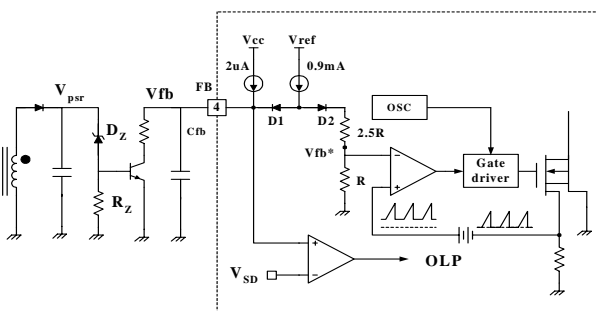 Vcc Vref
2uA 0.9mA
Vpsr Vfb FB
4
OSC
DZ Cfb D1 D2 2.5R
Vfb*
Gate
driver
RZ R
VSD OLP
− + + −